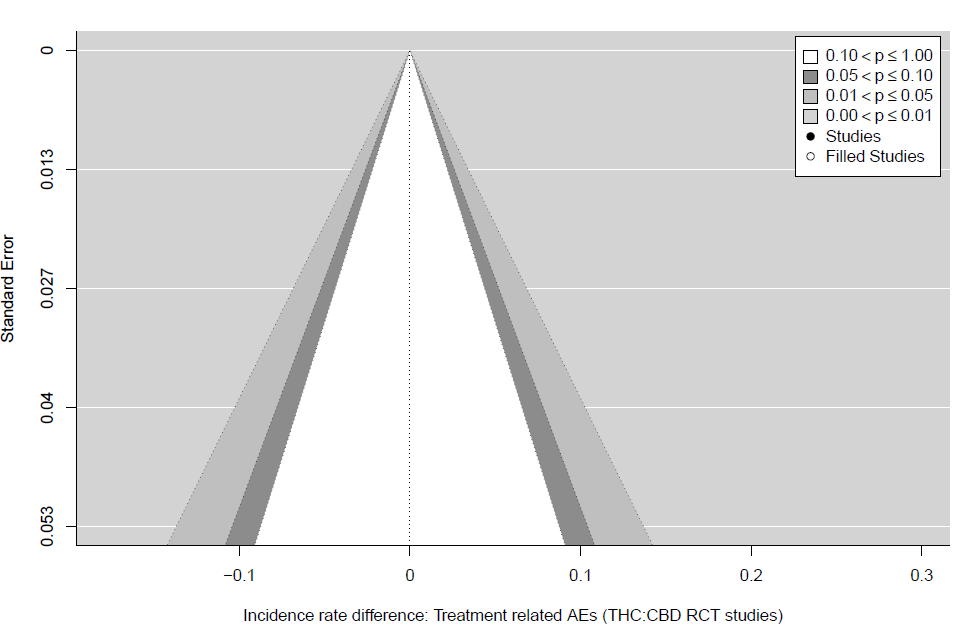 0.10 < p ≤ 1.00
0.05 < p ≤ 0.10
0.01 < p ≤ 0.05
0.00 < p ≤ 0.01
Studies
Filled Studies
Standard Error
0
0.013
0.027
0.04
0.053
−0.1 0 0.1 0.2 0.3
Incidence rate difference: Treatment related AEs (THC:CBD RCT studies)